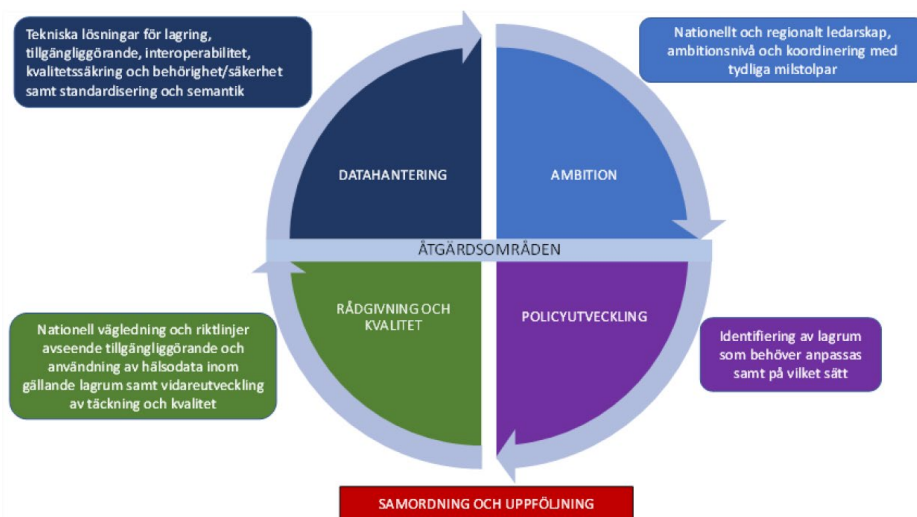 Tekniska lösningar för lagring,
tillgängliggörande, interoperabilitet,
kvalitetssäkring och behörighet/säkerhet
samt standardisering och semantik
Nationellt och regionalt ledarskap,
ambitionsnivå och koordinering med
tydliga milstolpar
DATAHANTERING
AMBITION
ÅTGÄRDSOMRÅDEN
RÅDGIVNING OCH
KVALITET
POLICYUTVECKLING
Nationell vägledning och riktlinjer
avseende tillgängliggörande och
användning av hälsodata inom
gällande lagrum samt vidareutveckling
av täckning och kvalitet
Identifiering av lagrum
som behöver anpassas
samt på vilket sätt
SAMORDNING OCH UPPFÖLJNING